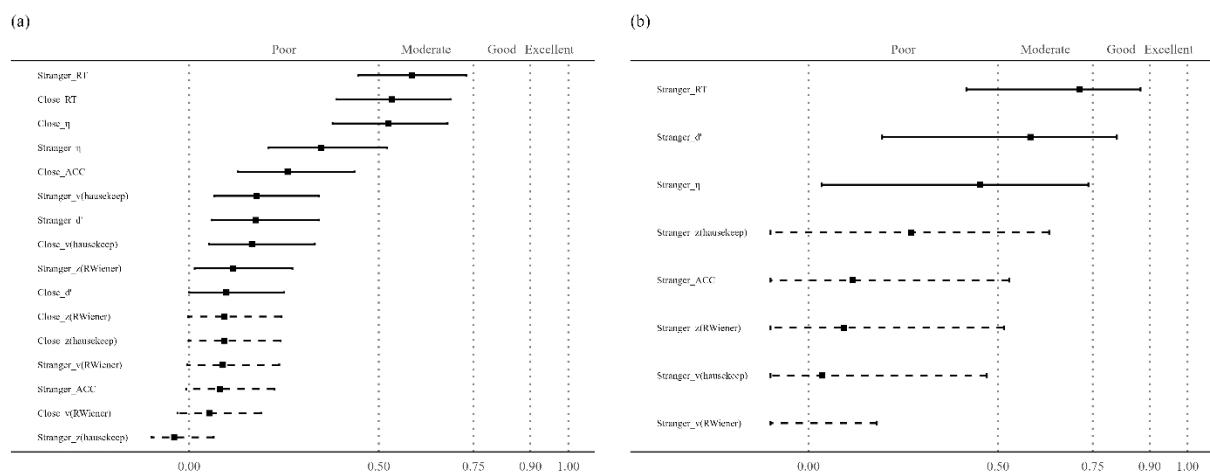 (a)
Poor Moderate Good Excellent
Stranger_RT
Close_RT
Close_η
Stranger_η
Close_ACC
Stranger_v(hausekeep)
Stranger_d'
Close_v(hausekeep)
Stranger_z(RWiener)
Close_d'
Close_z(RWiener)
Close_z(hausekeep)
Stranger_v(RWiener)
Stranger_ACC
Close_v(RWiener)
Stranger_z(hausekeep)
0.00 0.50 0.75 0.90 1.00
(b)
Poor Moderate Good Excellent
Stranger_RT
Stranger_d'
Stranger_η
Stranger_z(hausekeep)
Stranger_ACC
Stranger_z(RWiener)
Stranger_v(hausekeep)
Stranger_v(RWiener)
0.00 0.50 0.75 0.90 1.00